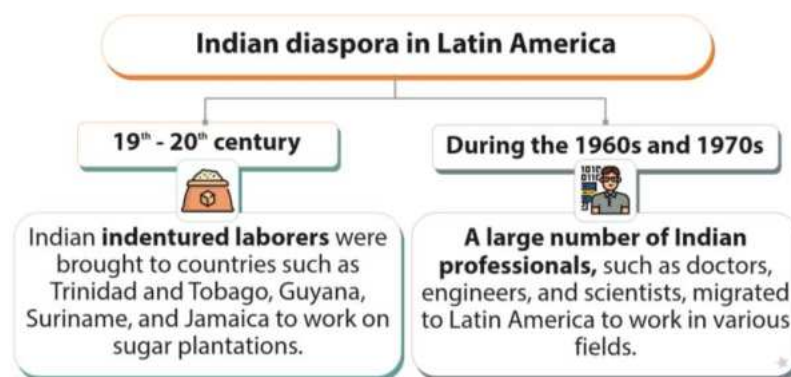 Indian diaspora in Latin America
19th - 20th century
Indian indentured laborers were
brought to countries such as
Trinidad and Tobago, Guyana,
Suriname, and Jamaica to work on
sugar plantations.
During the 1960s and 1970s
1010
0110
A large number of Indian
professionals, such as doctors,
engineers, and scientists, migrated
to Latin America to work in various
fields.